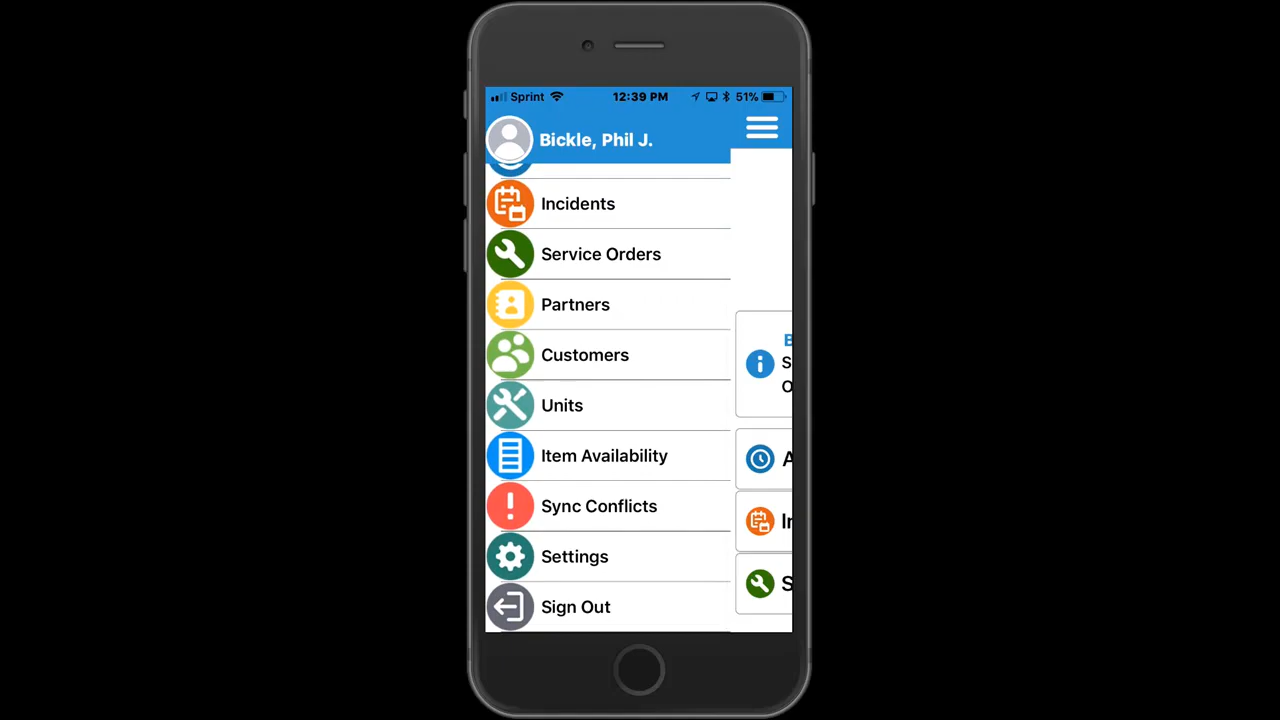 Sprint 12:39 PM 51%
Bickle, Phil J.
Incidents
Service Orders
Partners
Customers
Units
Item Availability
Sync Conflicts
Settings
Sign Out
B
S
O
A
In
S